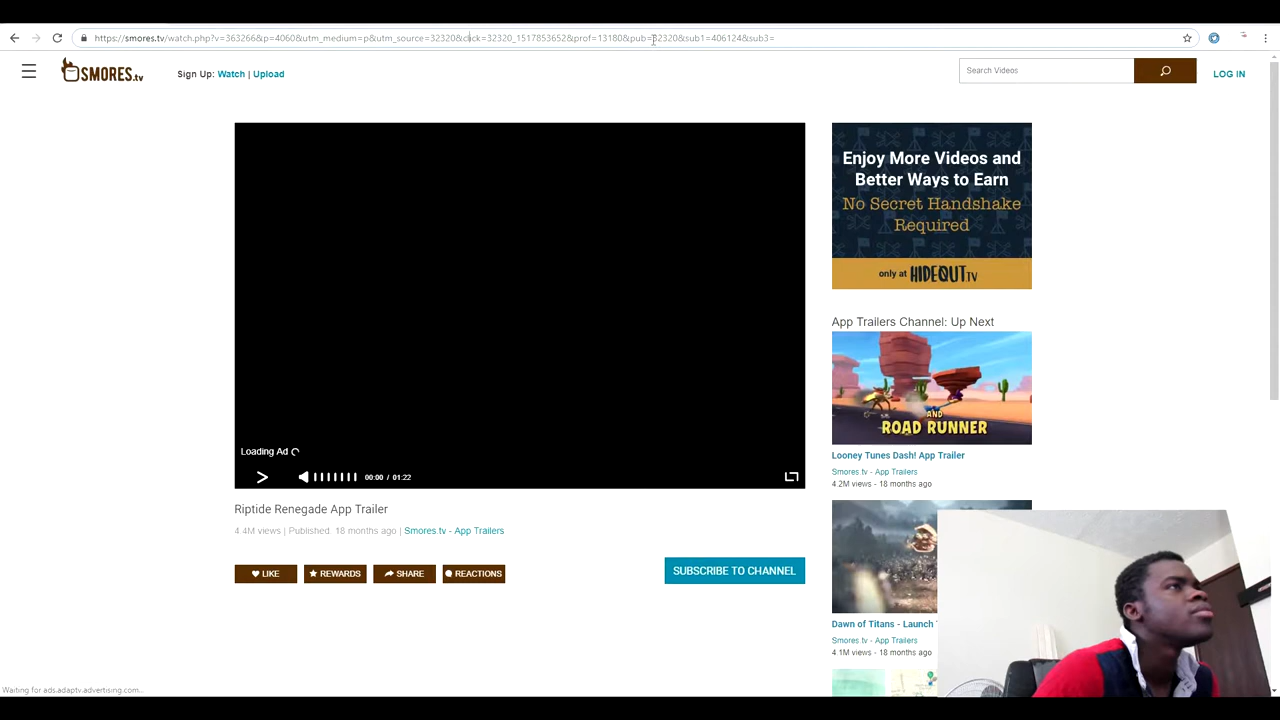 https://smores.tv/watch.php?v=363266&p=4060&utm_medium=p&utm_source=32320&click=32320_1517853652&prof=13180&pub=32320&sub1=406124&sub3=
SMORES.tv
Sign Up: Watch | Upload
Search Videos
LOG IN
Enjoy More Videos and
Better Ways to Earn
No Secret Handshake
Required
only at HIDEOUT.TV
App Trailers Channel: Up Next
AND
ROAD RUNNER
Looney Tunes Dash! App Trailer
Smores.tv - App Trailers
4.2M views - 18 months ago
Loading Ad
00:00 / 01:22
Riptide Renegade App Trailer
4.4M views | Published: 18 months ago | Smores.tv - App Trailers
LIKE
REWARDS
SHARE
REACTIONS
SUBSCRIBE TO CHANNEL
Dawn of Titans - Launch
Smores.tv - App Trailers
4.1M views - 18 months ago
Waiting for ads.adaptv.advertising.com...